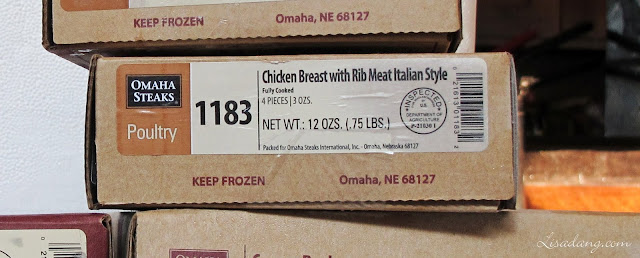 KEEP FROZEN
Omaha, NE 68127
OMAHA
STEAKS
Poultry
1183
Chicken Breast with Rib Meat Italian Style
Fully Cooked
4 PIECES | 3 OZS.
NET WT.: 12 OZS. (.75 LBS.)
Packed for Omaha Steaks International, Inc. - Omaha, Nebraska 68127
INSPECTED
DEPARTMENT OF
AGRICULTURE
KEEP FROZEN
Omaha, NE 68127
OMAHA
Lisadang.com